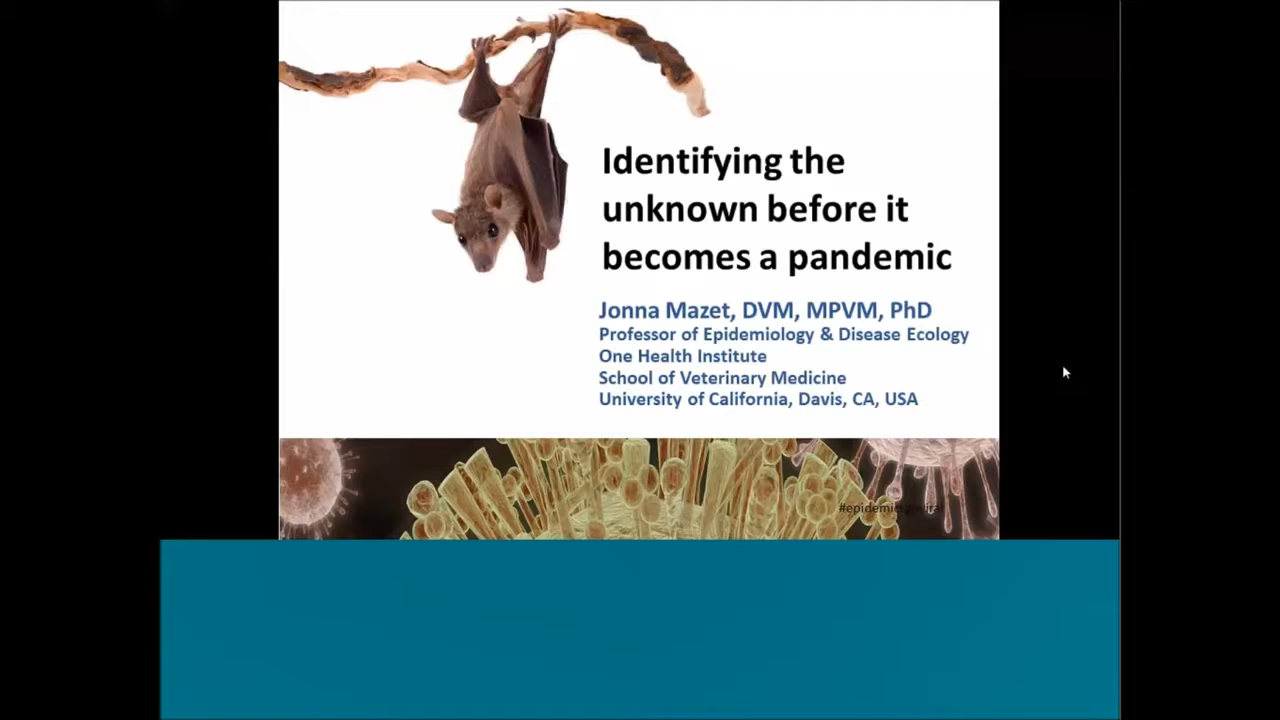 Identifying the
unknown before it
becomes a pandemic
Jonna Mazet, DVM, MPVM, PhD
Professor of Epidemiology & Disease Ecology
One Health Institute
School of Veterinary Medicine
University of California, Davis, CA, USA